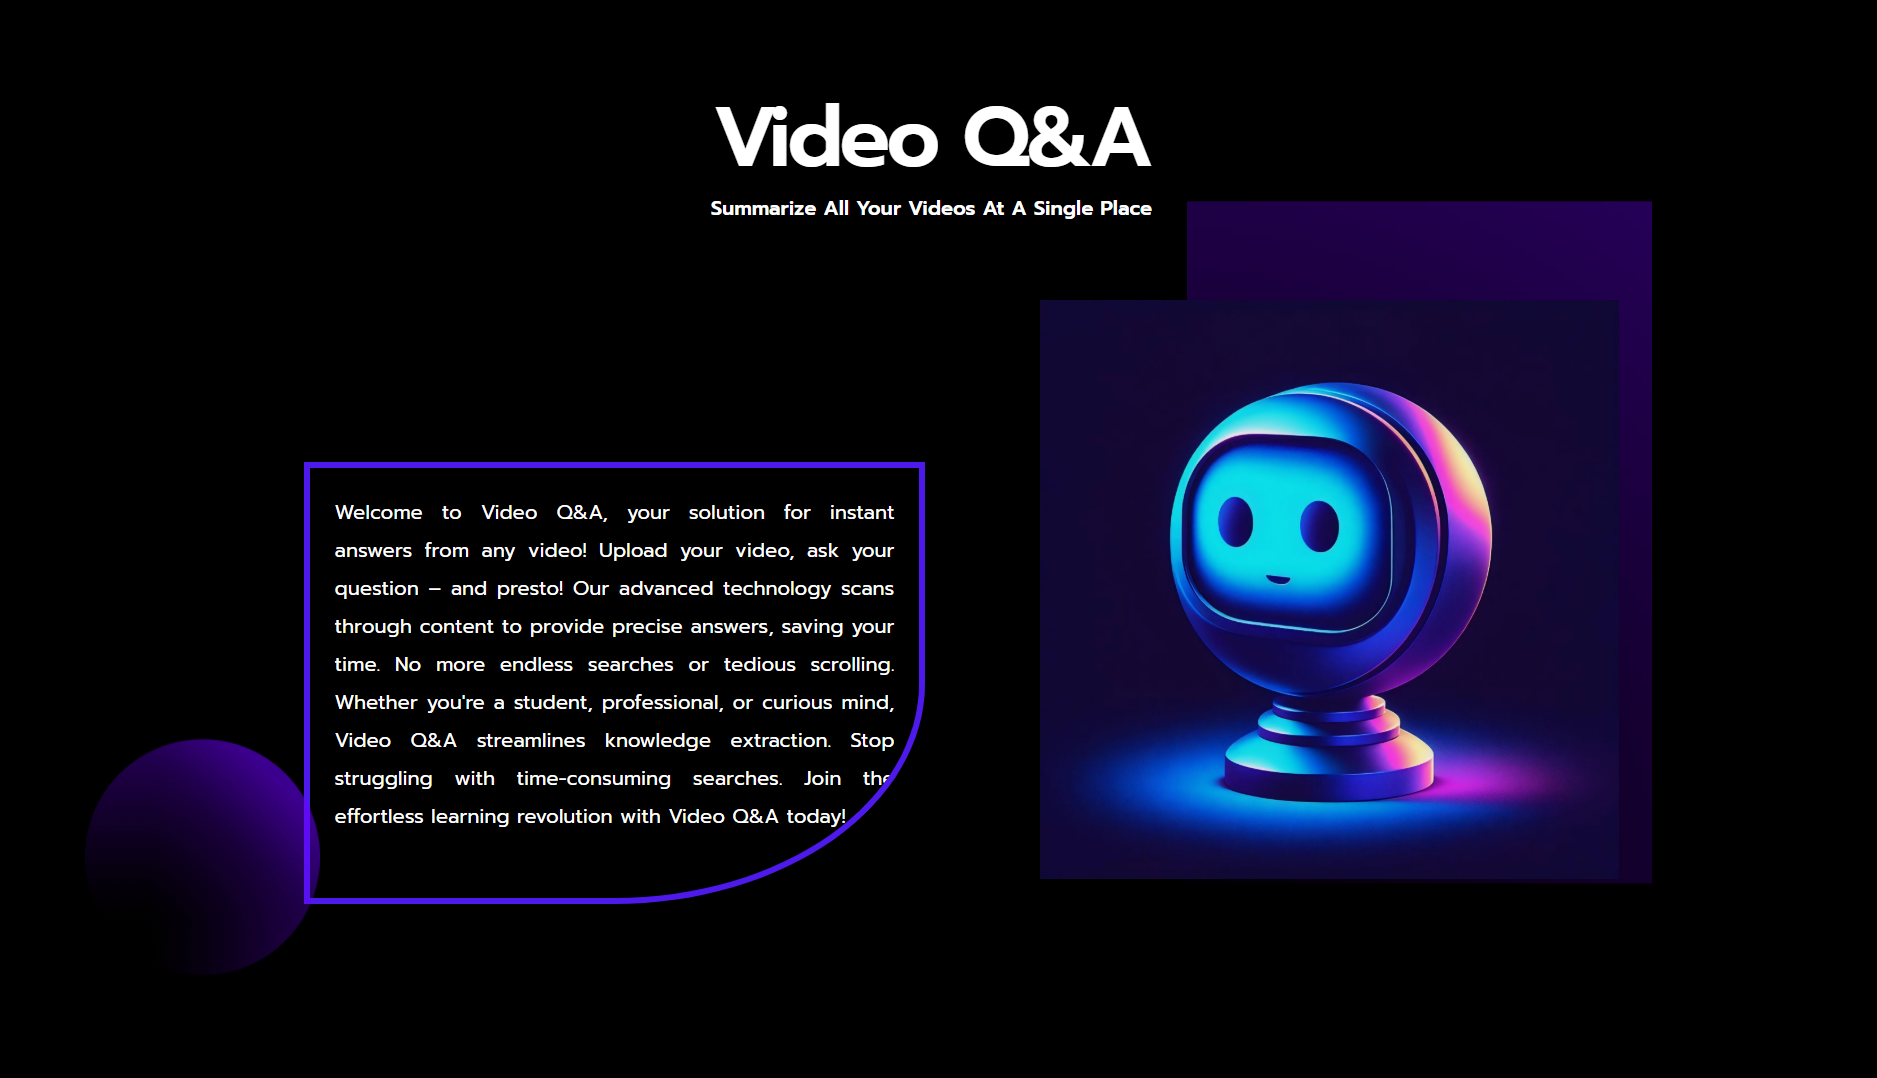 Video Q&A
Summarize All Your Videos At A Single Place
Welcome to Video Q&A, your solution for instant
answers from any video! Upload your video, ask your
question – and presto! Our advanced technology scans
through content to provide precise answers, saving your
time. No more endless searches or tedious scrolling.
Whether you're a student, professional, or curious mind,
Video Q&A streamlines knowledge extraction. Stop
struggling with time-consuming searches. Join the
effortless learning revolution with Video Q&A today!